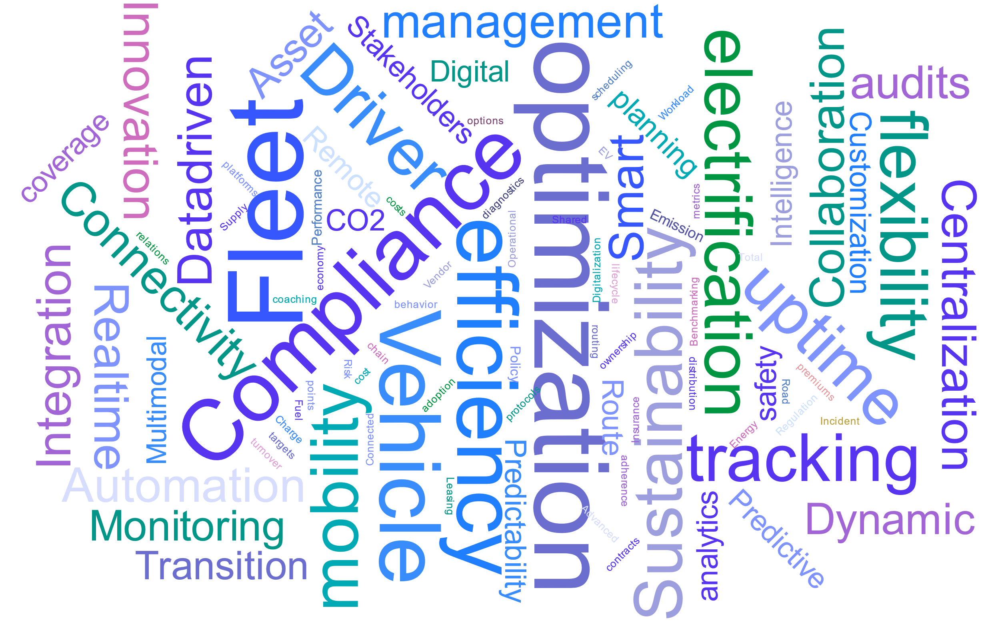 Innovation
management
Asset
stakeholders
Driver
Digital
optimization
electrification
Collaboration
audits
scheduling
Workload
planning
Datadriven
Fleet
options
Intelligence
Customization
flexibility
coverage
Remote
Compliance
EV
smart
Centralization
platforms
Performance
costs
diagnostics
metrics
Connectivity
Supply
CO2
Shared
Emission
relations
Operational
efficiency
Digitalization
lifecycle
Sustainability
Total
Integration
Realtime
economy
Vendor
Benchmarking
uptime
coaching
behavior
Vehicle
Multimodal
chain
Risk
cost
Policy
routing
ownership
distribution
safety
premiums
Road
points
Fuel
mobility
adoption
protocols
Route
Insurance
Regulation
Incident
Energy
Charge
targets
turnover
Connected
Predictability
tracking
Automation
Leasing
adherence
Monitoring
Advanced
analytics
Predictive
Dynamic
Transition
contracts